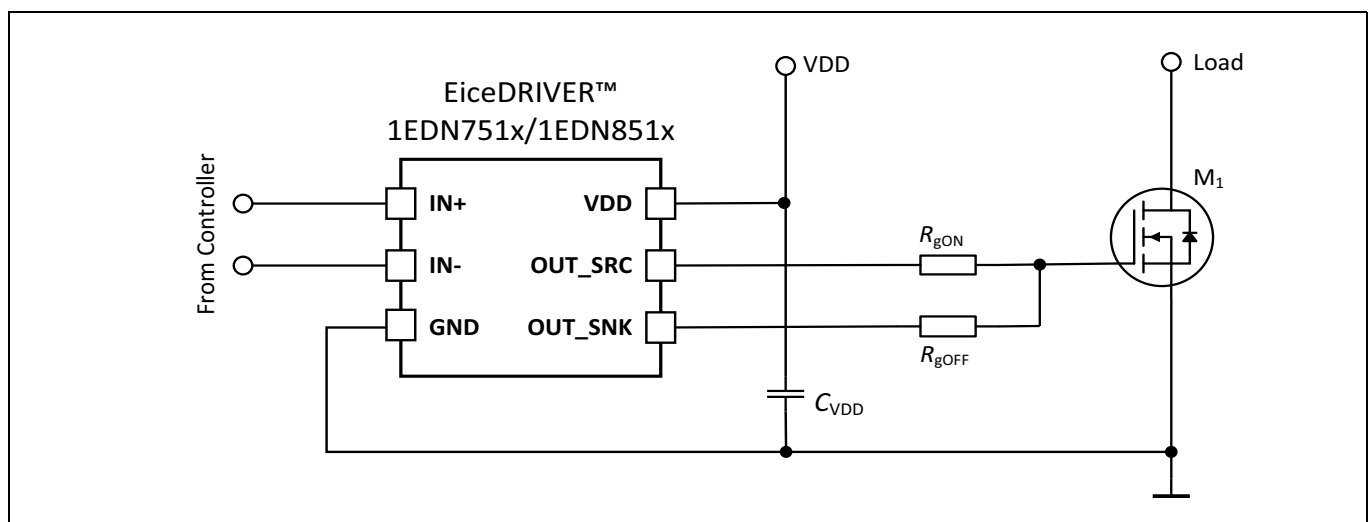 EiceDRIVER™
1EDN751x/1EDN851x
VDD
Load
From Controller
IN+
VDD
IN-
OUT_SRC
GND
OUT_SNK
RgON
RgOFF
M1
CVDD